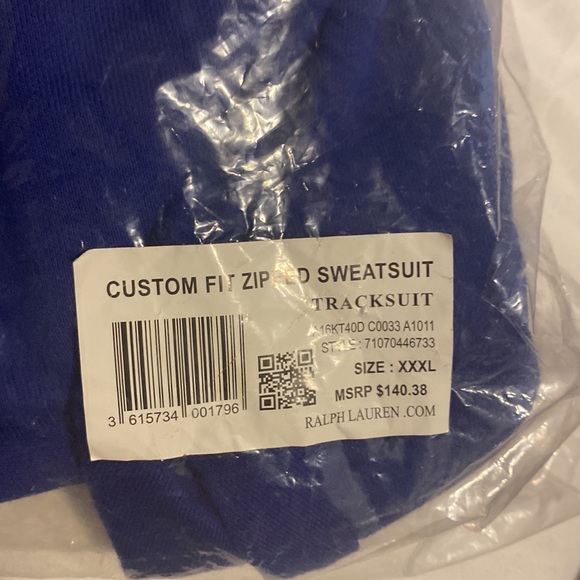 CUSTOM FIT ZIPPED SWEATSUIT
TRACKSUIT
A16KT40D C0033 A1011
STYLE : 71070446733
SIZE : XXXL
MSRP $140.38
3 615734 001796
RALPH LAUREN .COM